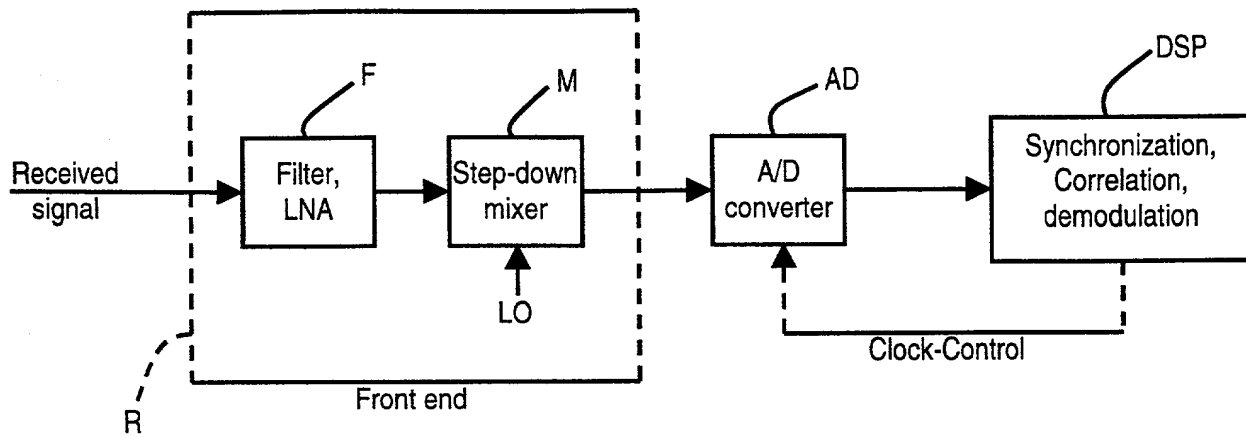 F
M
AD
DSP
Received
signal
Filter,
LNA
Step-down
mixer
A/D
converter
Synchronization,
Correlation,
demodulation
LO
Clock-Control
Front end
R